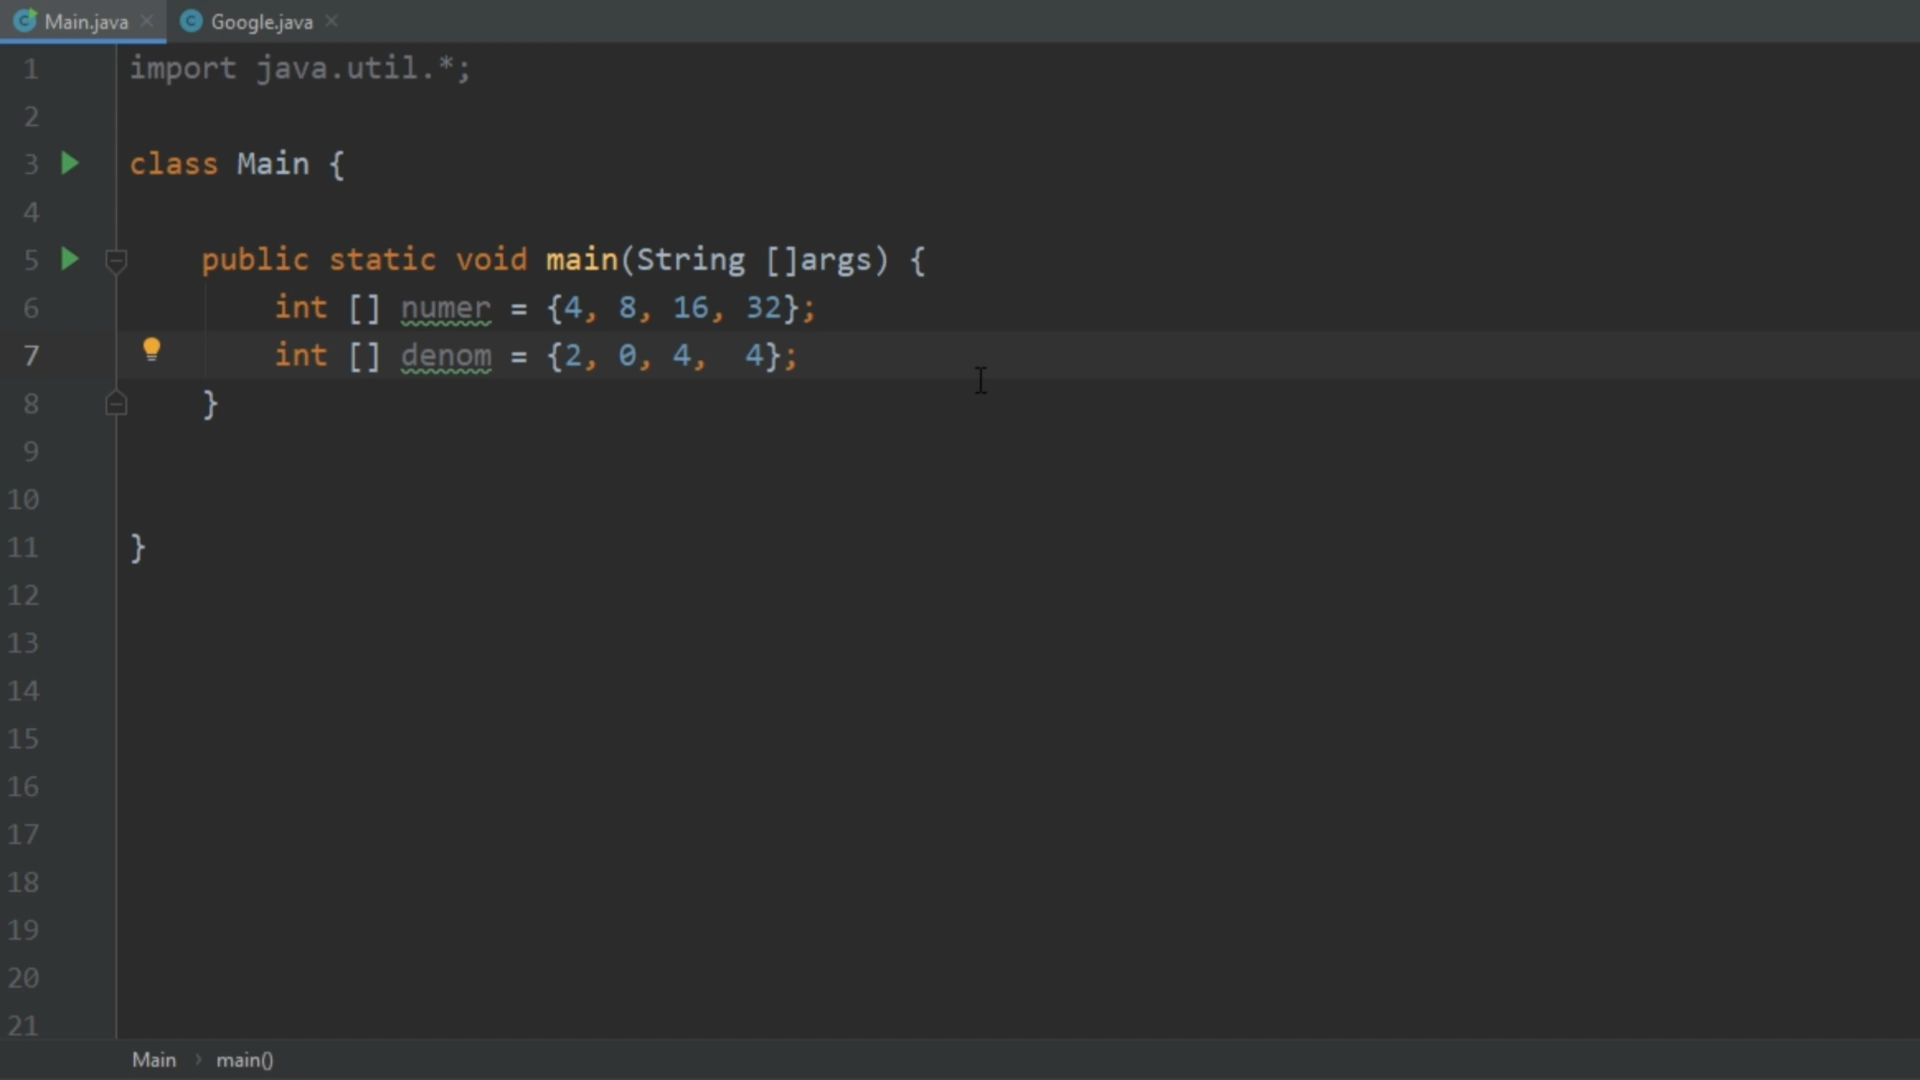 Main.java Google.java
1 import java.util.*;
2
3 class Main {
4
5 public static void main(String []args) {
6 int [] numer = {4, 8, 16, 32};
7 int [] denom = {2, 0, 4,  4};
8 }
9
10
11 }
12
13
14
15
16
17
18
19
20
21
Main › main()